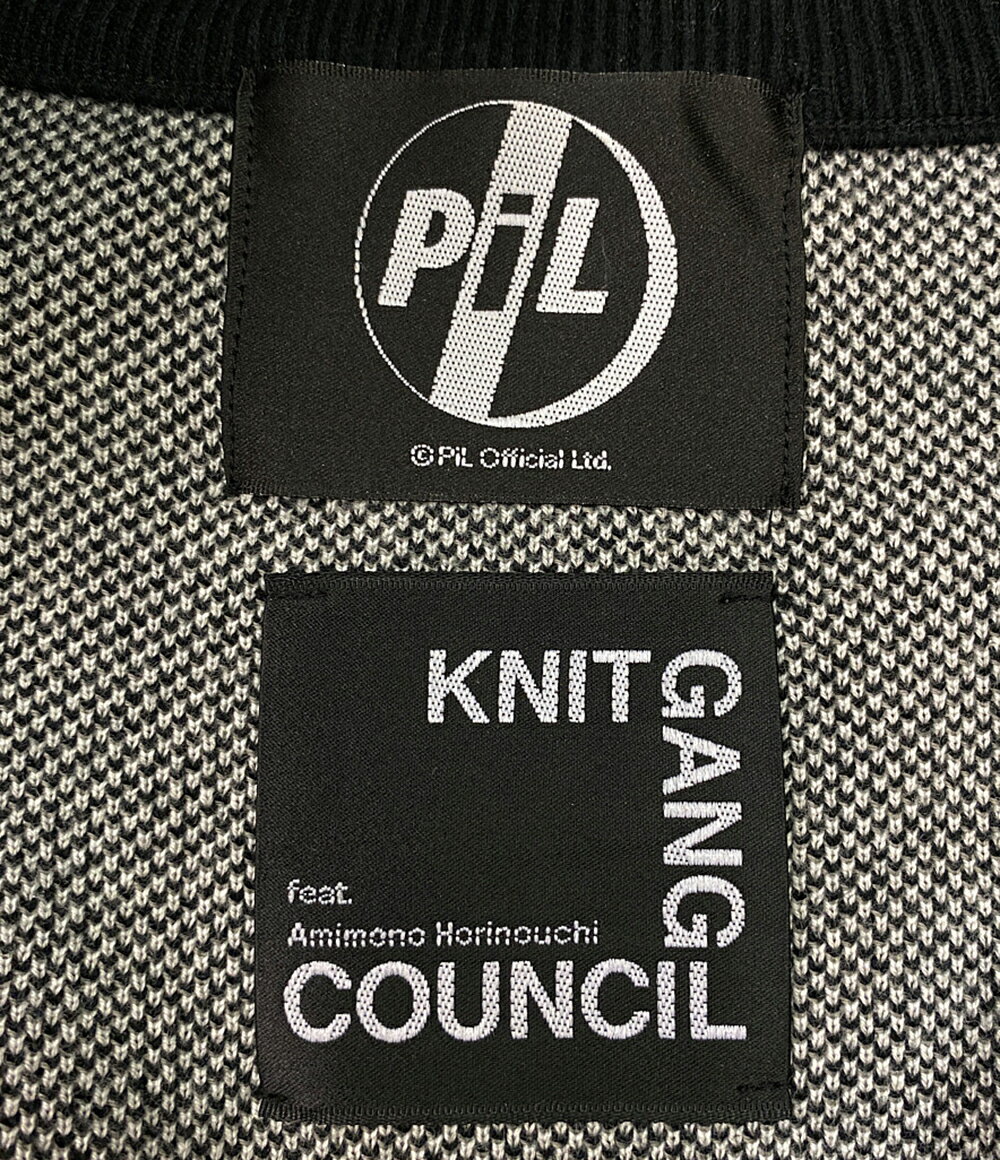 PiL
©PiL Official Ltd.
KNIT
GANG
feat.
Amimono Horinouchi
COUNCIL